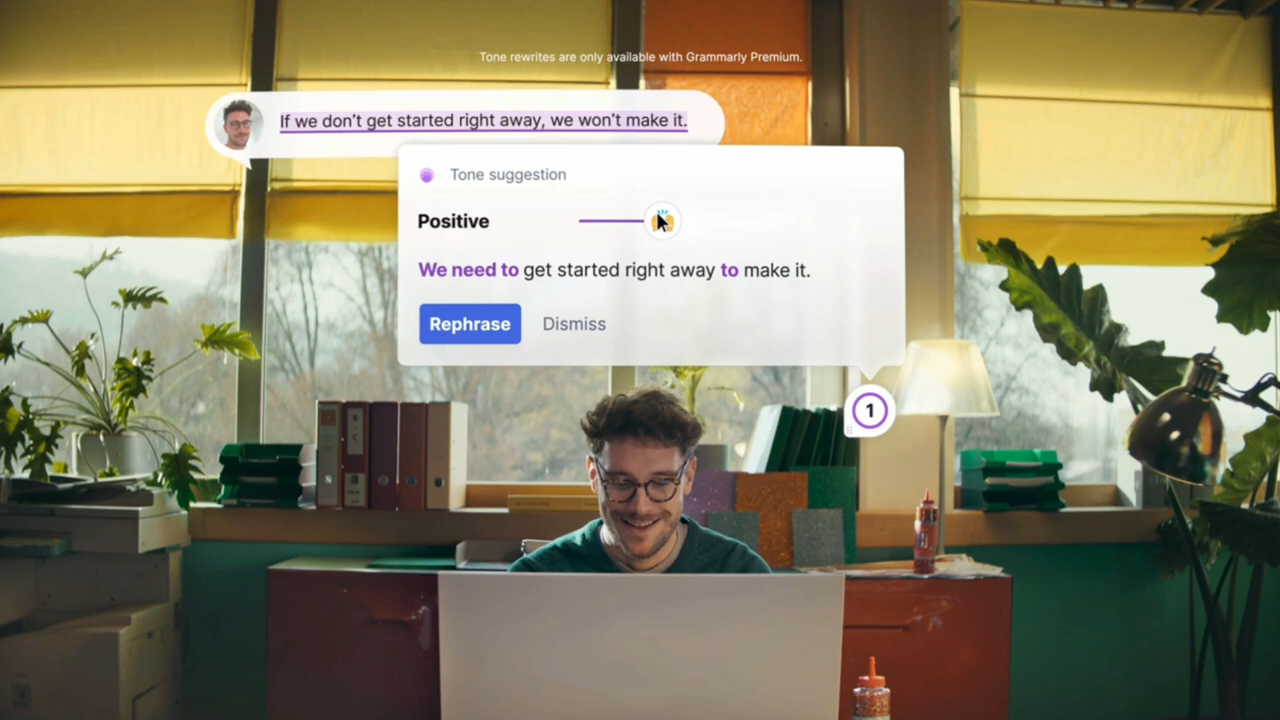 Tone rewrites are only available with Grammarly Premium.
If we don’t get started right away, we won’t make it.
Tone suggestion
Positive
We need to get started right away to make it.
Rephrase Dismiss
1